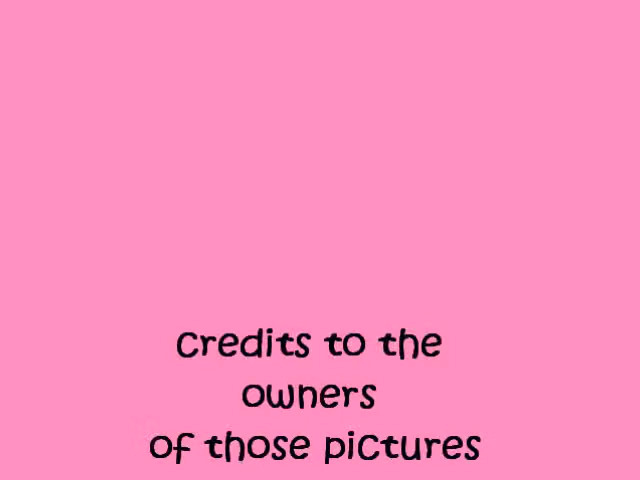 credits to the
owners
of those pictures